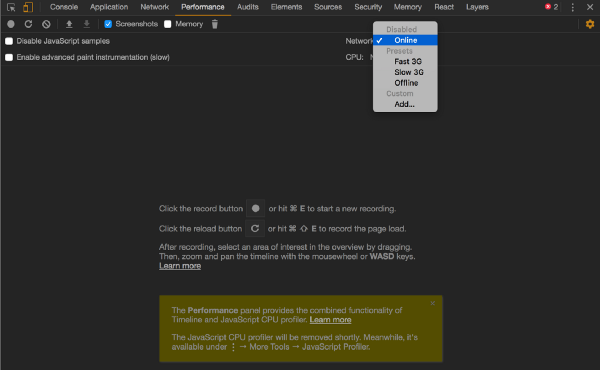 Console Application Network Performance Audits Elements Sources Security Memory React Layers 2
Screenshots Memory
Disable JavaScript samples
Network
Enable advanced paint instrumentation (slow)
CPU:
Disabled
✓ Online
Presets
Fast 3G
Slow 3G
Offline
Custom
Add...
Click the record button or hit ⌘ E to start a new recording.
Click the reload button or hit ⌘ ⇧ E to record the page load.
After recording, select an area of interest in the overview by dragging.
Then, zoom and pan the timeline with the mousewheel or WASD keys.
Learn more
The Performance panel provides the combined functionality of
Timeline and JavaScript CPU profiler. Learn more
The JavaScript CPU profiler will be removed shortly. Meanwhile, it's
available under ⋮ → More Tools → JavaScript Profiler.